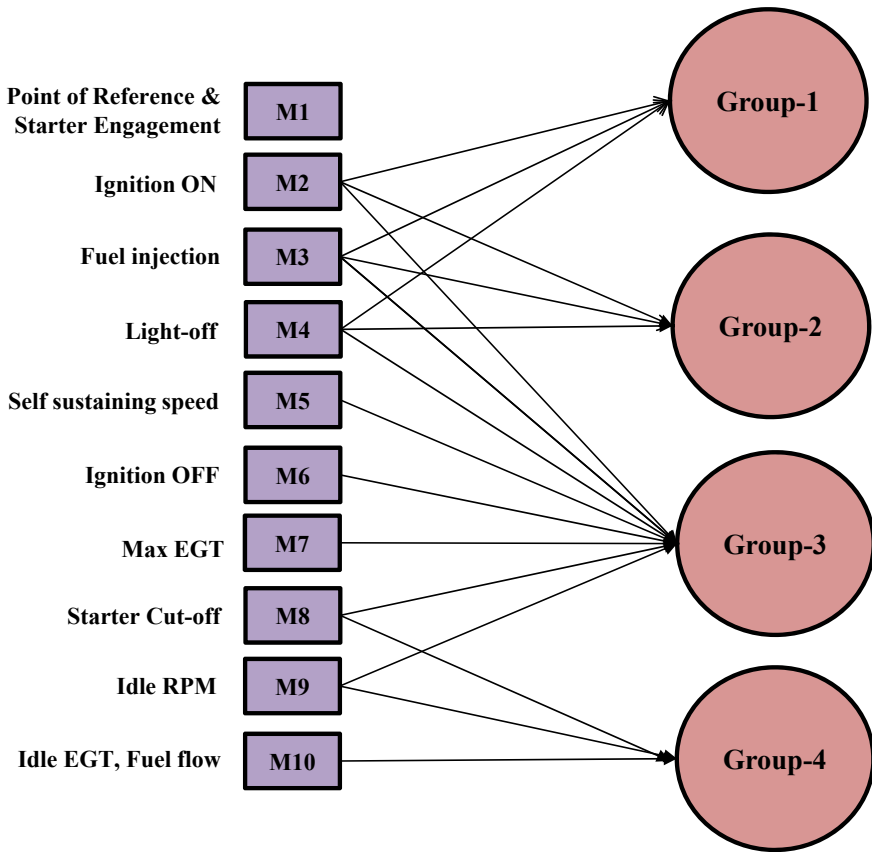 Point of Reference &
Starter Engagement
M1
Group-1
Ignition ON
M2
Fuel injection
M3
Light-off
M4
Group-2
Self sustaining speed
M5
Ignition OFF
M6
Max EGT
M7
Group-3
Starter Cut-off
M8
Idle RPM
M9
Idle EGT, Fuel flow
M10
Group-4